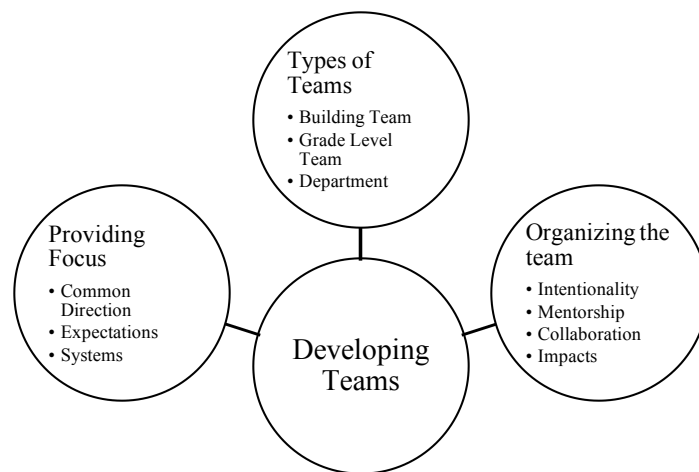 Types of
Teams
• Building Team
• Grade Level
Team
• Department
Providing
Focus
• Common
Direction
• Expectations
• Systems
Organizing the
team
• Intentionality
• Mentorship
• Collaboration
• Impacts
Developing
Teams